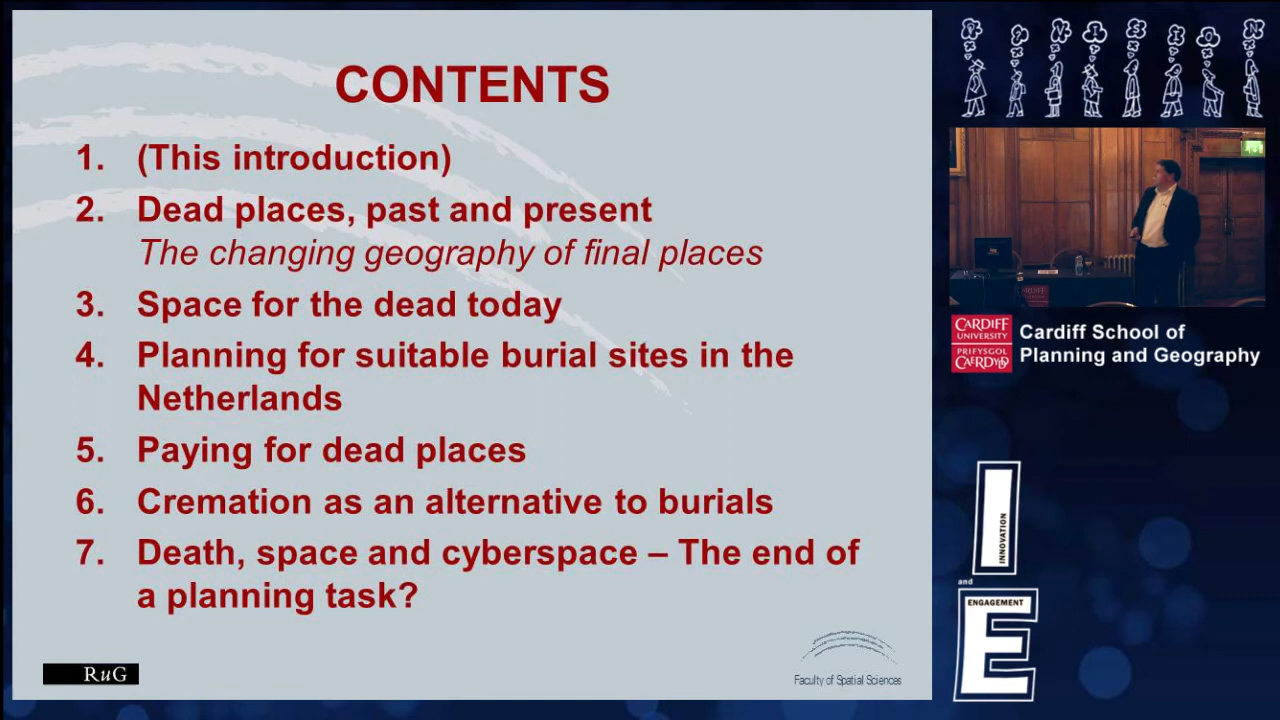 CONTENTS
1. (This introduction)
2. Dead places, past and present
The changing geography of final places
3. Space for the dead today
4. Planning for suitable burial sites in the
Netherlands
5. Paying for dead places
6. Cremation as an alternative to burials
7. Death, space and cyberspace – The end of
a planning task?
RuG
Faculty of Spatial Sciences
CARDIFF
CARDIFF
UNIVERSITY
PRIFYSGOL
CAERDYDD
Cardiff School of
Planning and Geography
I
INNOVATION
and
ENGAGEMENT
E